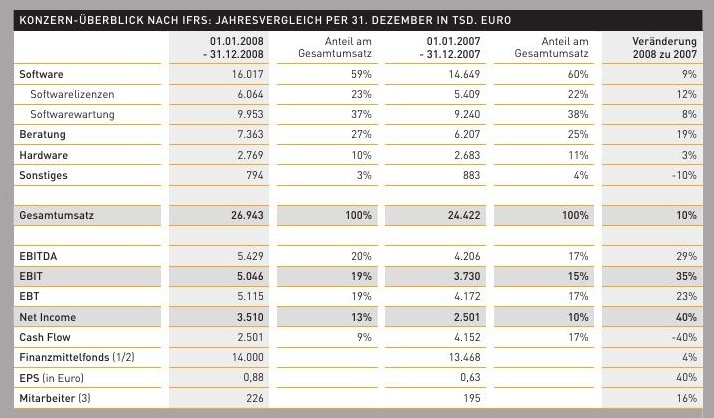 KONZERN-ÜBERBLICK NACH IFRS: JAHRESVERGLEICH PER 31. DEZEMBER IN TSD. EURO
01.01.2008 - 31.12.2008 Anteil am Gesamtumsatz 01.01.2007 - 31.12.2007 Anteil am Gesamtumsatz Veränderung 2008 zu 2007
Software 16.017 59% 14.649 60% 9%
Softwarelizenzen 6.064 23% 5.409 22% 12%
Softwarewartung 9.953 37% 9.240 38% 8%
Beratung 7.363 27% 6.207 25% 19%
Hardware 2.769 10% 2.683 11% 3%
Sonstiges 794 3% 883 4% -10%
Gesamtumsatz 26.943 100% 24.422 100% 10%
EBITDA 5.429 20% 4.206 17% 29%
EBIT 5.046 19% 3.730 15% 35%
EBT 5.115 19% 4.172 17% 23%
Net Income 3.510 13% 2.501 10% 40%
Cash Flow 2.501 9% 4.152 17% -40%
Finanzmittelfonds (1/2) 14.000 13.468 4%
EPS (in Euro) 0,88 0,63 40%
Mitarbeiter (3) 226 195 16%